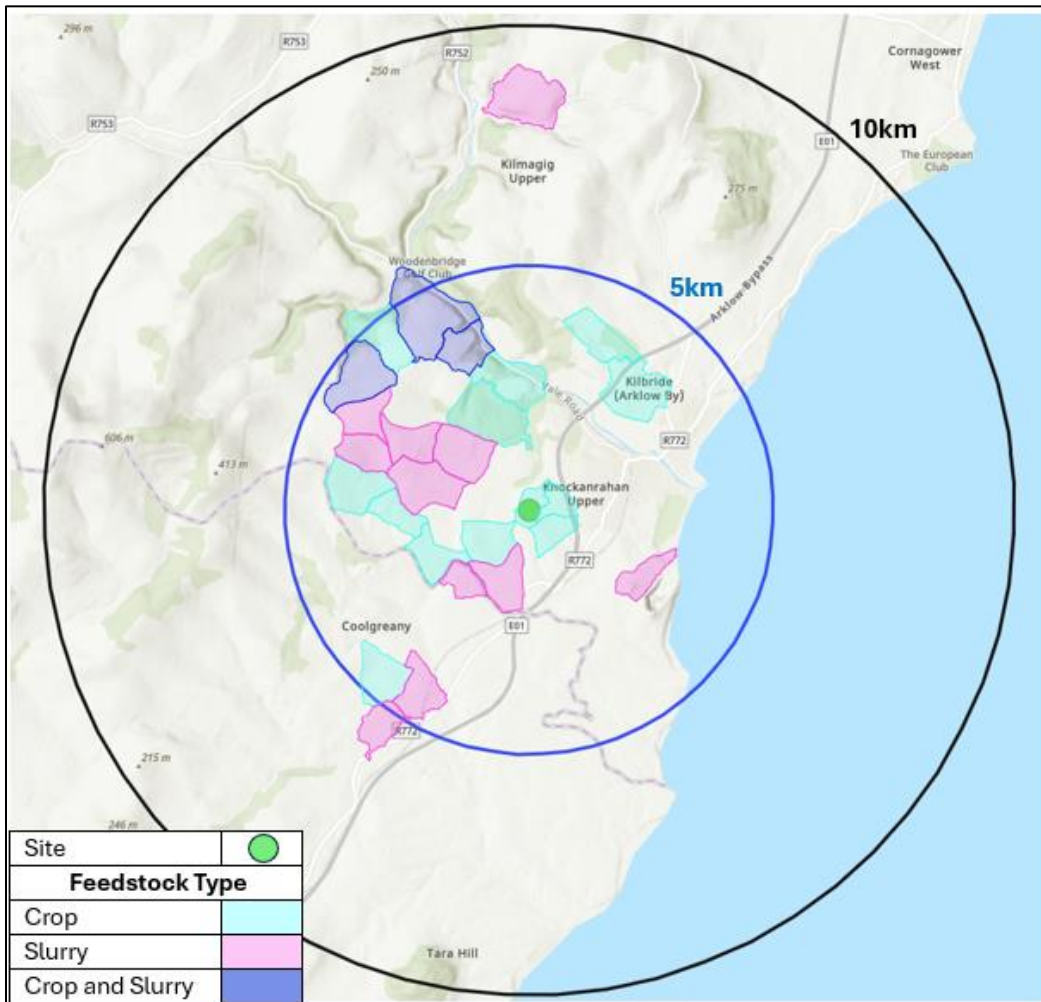 296 m
R753
R752
250 m
Cornagower
West
R753
E01
10km
The European
Club
Kilmagig
Upper
275 m
Woodenbridge
Golf Club
5km
Arklow-Bypass
Kilbride
(Arklow By)
Vale Road
R772
606 m
413 m
Knockanrahan
Upper
R772
Coolgreany
E01
R772
215 m
246 m
Tara Hill
Site
Feedstock Type
Crop
Slurry
Crop and Slurry